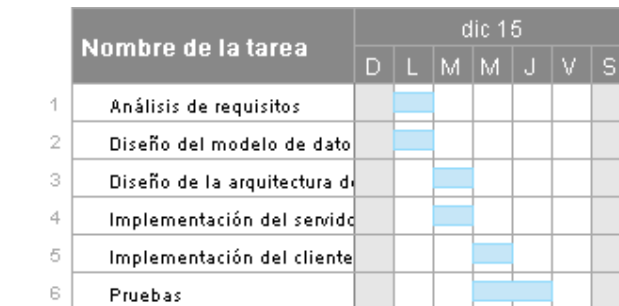 Nombre de la tarea
dic 15
D L M M J V S
1 Análisis de requisitos
2 Diseño del modelo de dato
3 Diseño de la arquitectura d
4 Implementación del servido
5 Implementación del cliente
6 Pruebas